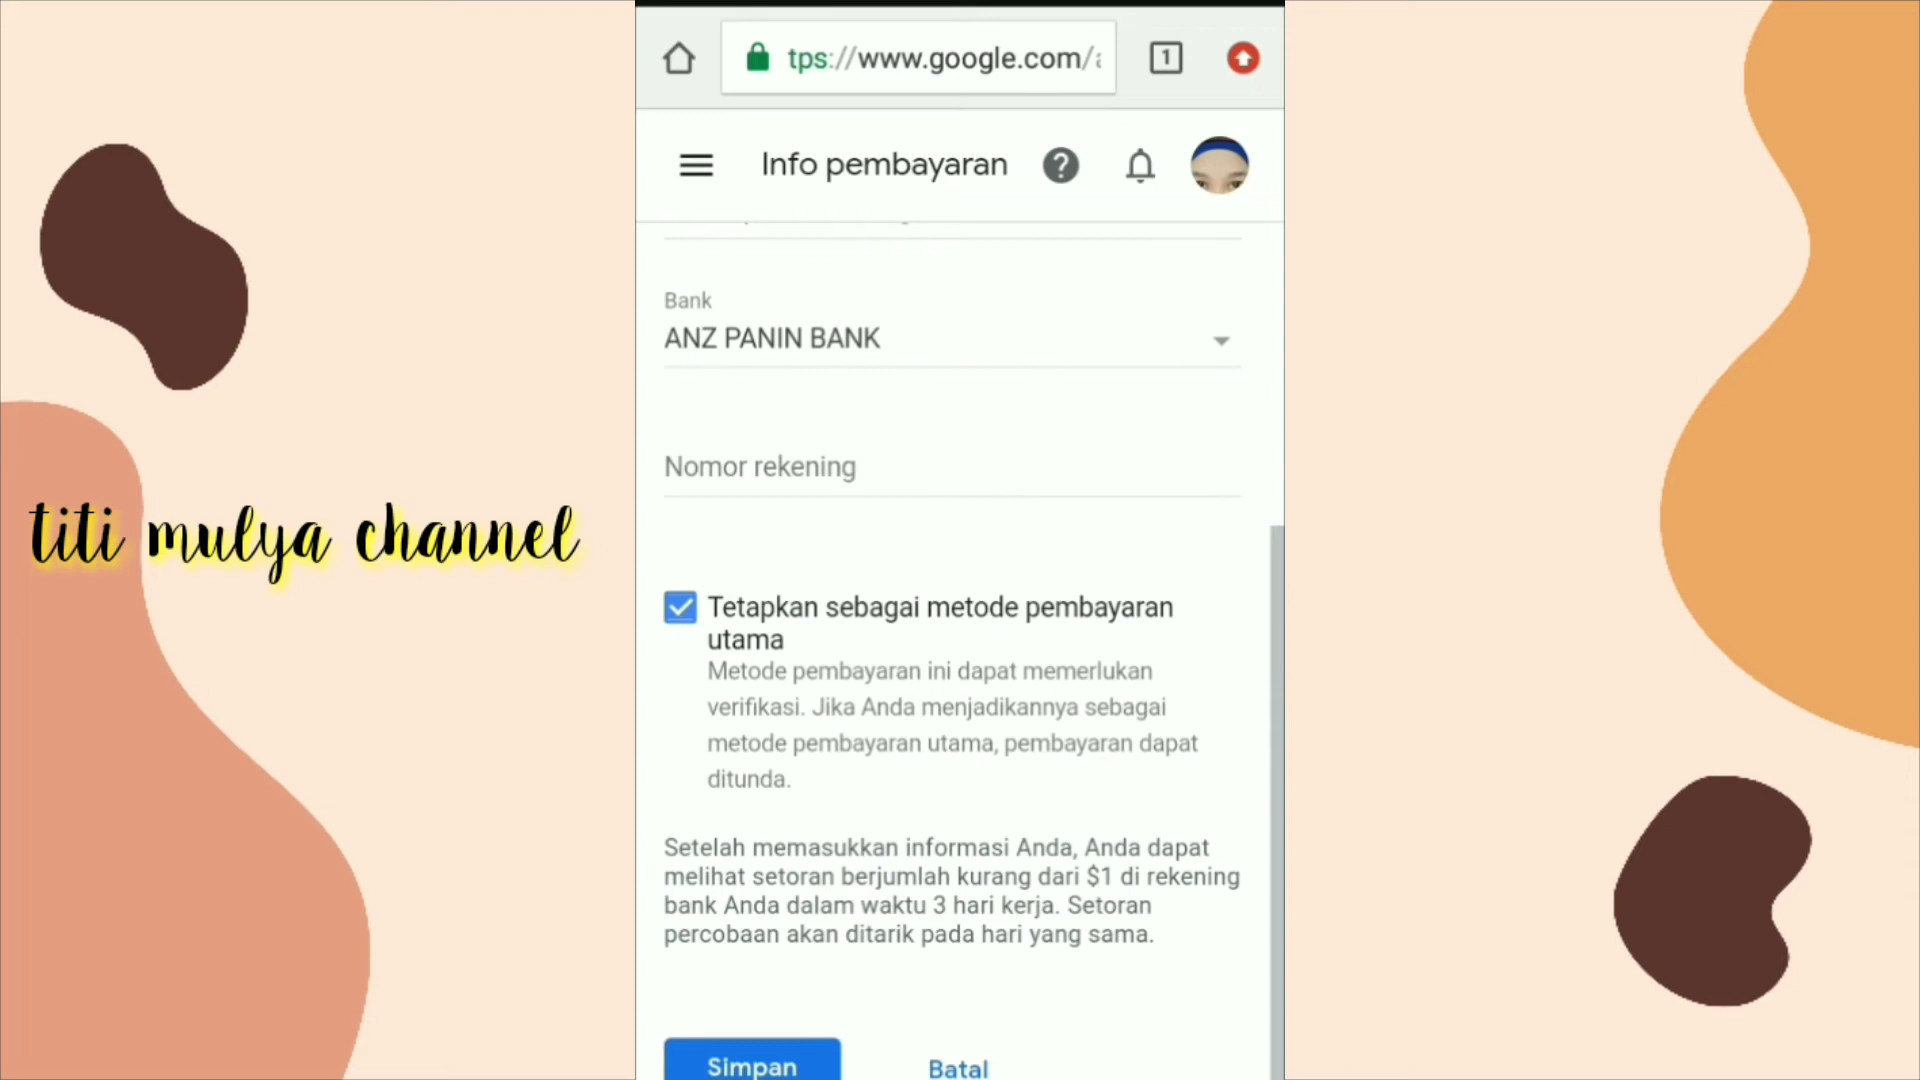 tps://www.google.com/a
1
Info pembayaran
Bank
ANZ PANIN BANK
Nomor rekening
titi mulya channel
Tetapkan sebagai metode pembayaran
utama
Metode pembayaran ini dapat memerlukan
verifikasi. Jika Anda menjadikannya sebagai
metode pembayaran utama, pembayaran dapat
ditunda.
Setelah memasukkan informasi Anda, Anda dapat
melihat setoran berjumlah kurang dari $1 di rekening
bank Anda dalam waktu 3 hari kerja. Setoran
percobaan akan ditarik pada hari yang sama.
Simpan
Batal